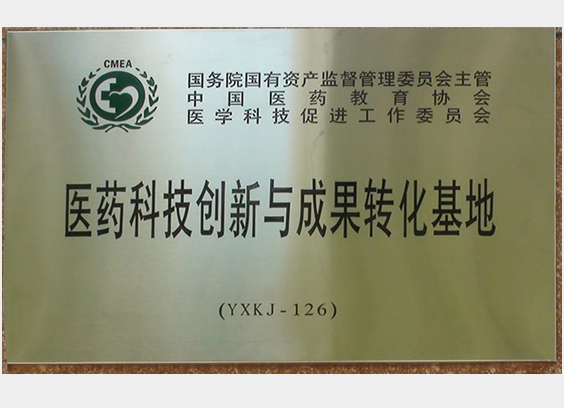 CMEA
国务院国有资产监督管理委员会主管
中国医药教育协会
医学科技促进工作委员会
医药科技创新与成果转化基地
(YXKJ-126)